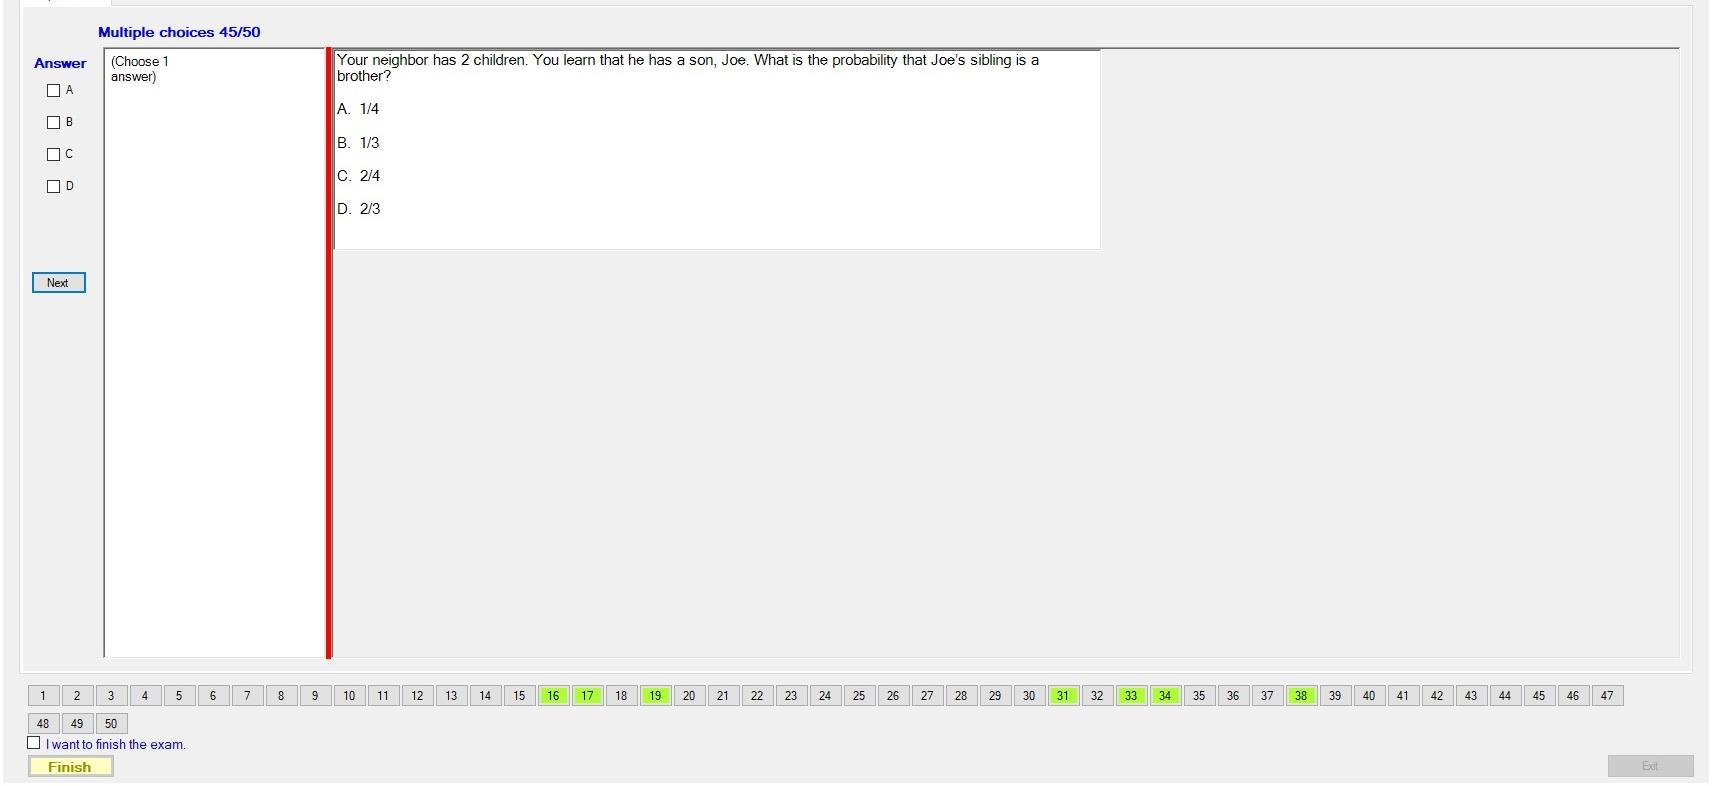 Multiple choices 45/50
Answer
A
B
C
D
Next
(Choose 1
answer)
Your neighbor has 2 children. You learn that he has a son, Joe. What is the probability that Joe's sibling is a
brother?
A. 1/4
B. 1/3
C. 2/4
D. 2/3
1 2 3 4 5 6 7 8 9 10 11 12 13 14 15 16 17 18 19 20 21 22 23 24 25 26 27 28 29 30 31 32 33 34 35 36 37 38 39 40 41 42 43 44 45 46 47
48 49 50
I want to finish the exam.
Finish
Exit